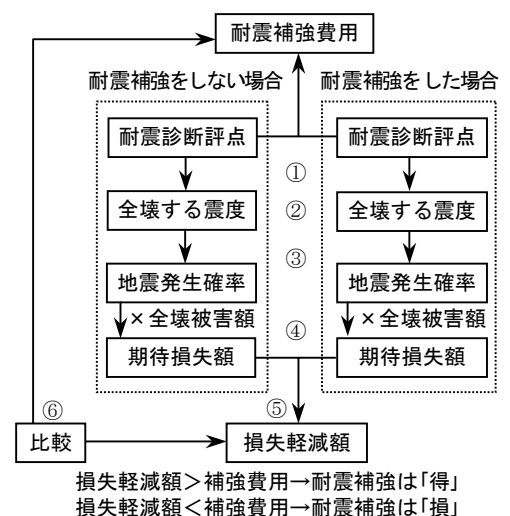 耐震補強費用
耐震補強をしない場合
耐震補強をした場合
耐震診断評点
耐震診断評点
①
全壊する震度
②
全壊する震度
③
地震発生確率
地震発生確率
×全壊被害額
×全壊被害額
④
期待損失額
期待損失額
⑥
⑤
比較
損失軽減額
損失軽減額＞補強費用→耐震補強は「得」
損失軽減額＜補強費用→耐震補強は「損」